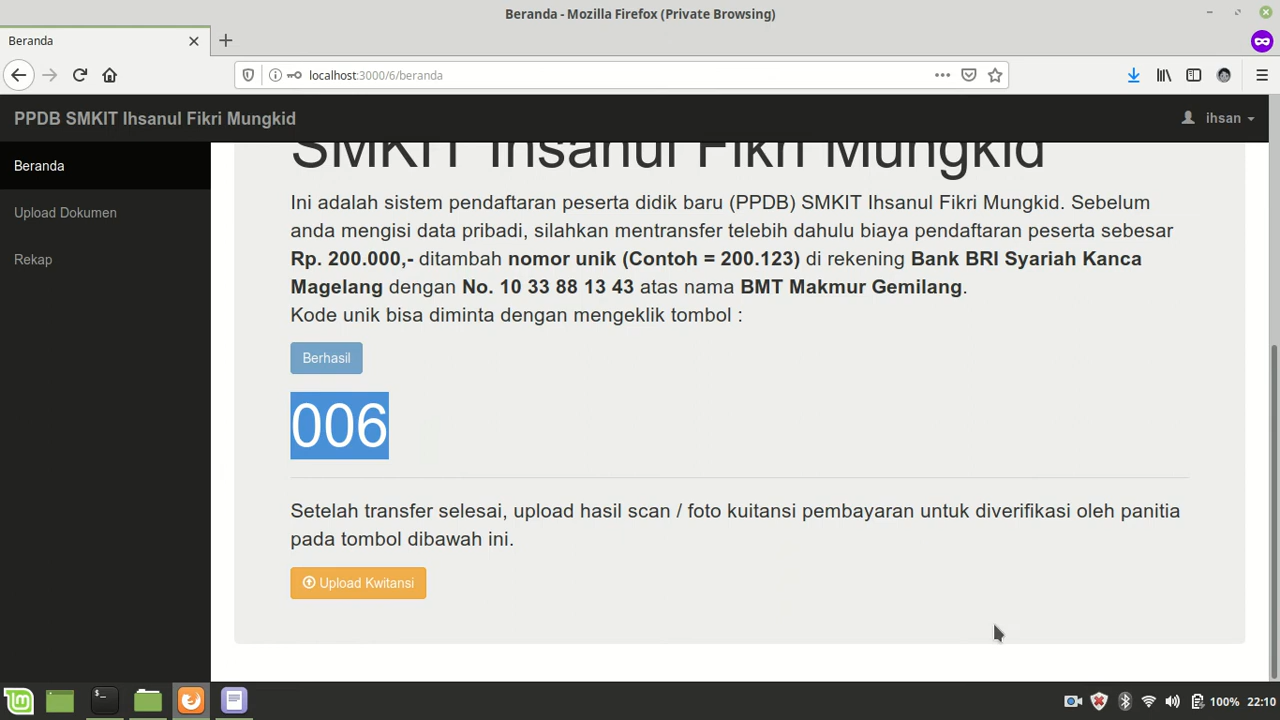 Beranda - Mozilla Firefox (Private Browsing)
Beranda
localhost:3000/6/beranda
PPDB SMKIT Ihsanul Fikri Mungkid
ihsan
Beranda
Upload Dokumen
Rekap
SMKIT Ihsanul Fikri Mungkid
Ini adalah sistem pendaftaran peserta didik baru (PPDB) SMKIT Ihsanul Fikri Mungkid. Sebelum
anda mengisi data pribadi, silahkan mentransfer telebih dahulu biaya pendaftaran peserta sebesar
Rp. 200.000,- ditambah nomor unik (Contoh = 200.123) di rekening Bank BRI Syariah Kanca
Magelang dengan No. 10 33 88 13 43 atas nama BMT Makmur Gemilang.
Kode unik bisa diminta dengan mengeklik tombol :
Berhasil
006
Setelah transfer selesai, upload hasil scan / foto kuitansi pembayaran untuk diverifikasi oleh panitia
pada tombol dibawah ini.
Upload Kwitansi
100% 22:10